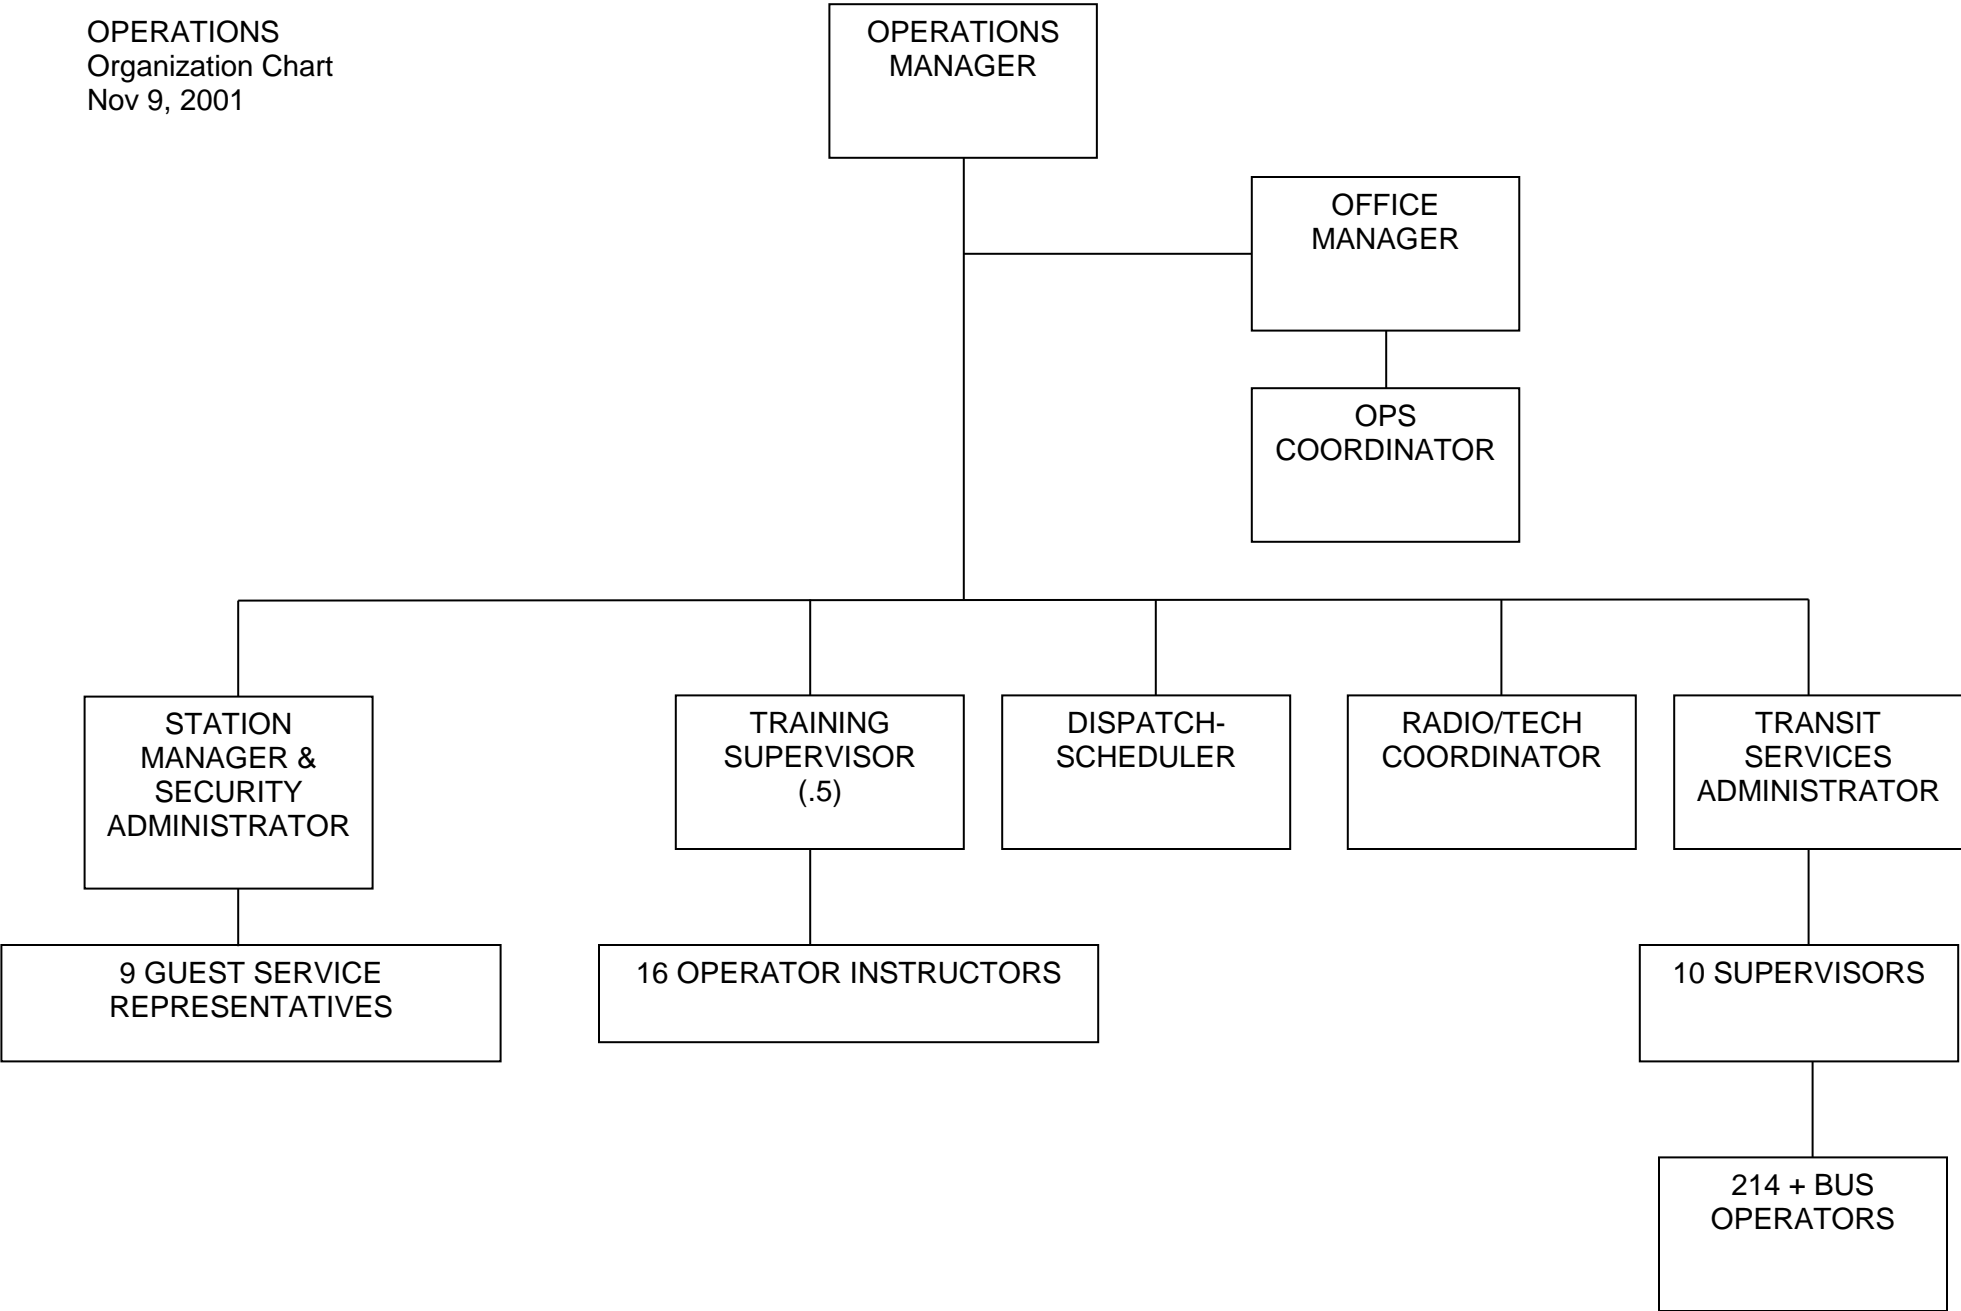 OPERATIONS
Organization Chart
Nov 9, 2001
OPERATIONS
MANAGER
OFFICE
MANAGER
OPS
COORDINATOR
STATION
MANAGER &
SECURITY
ADMINISTRATOR
TRAINING
SUPERVISOR
(.5)
DISPATCH-
SCHEDULER
RADIO/TECH
COORDINATOR
TRANSIT
SERVICES
ADMINISTRATOR
9 GUEST SERVICE
REPRESENTATIVES
16 OPERATOR INSTRUCTORS
10 SUPERVISORS
214 + BUS
OPERATORS